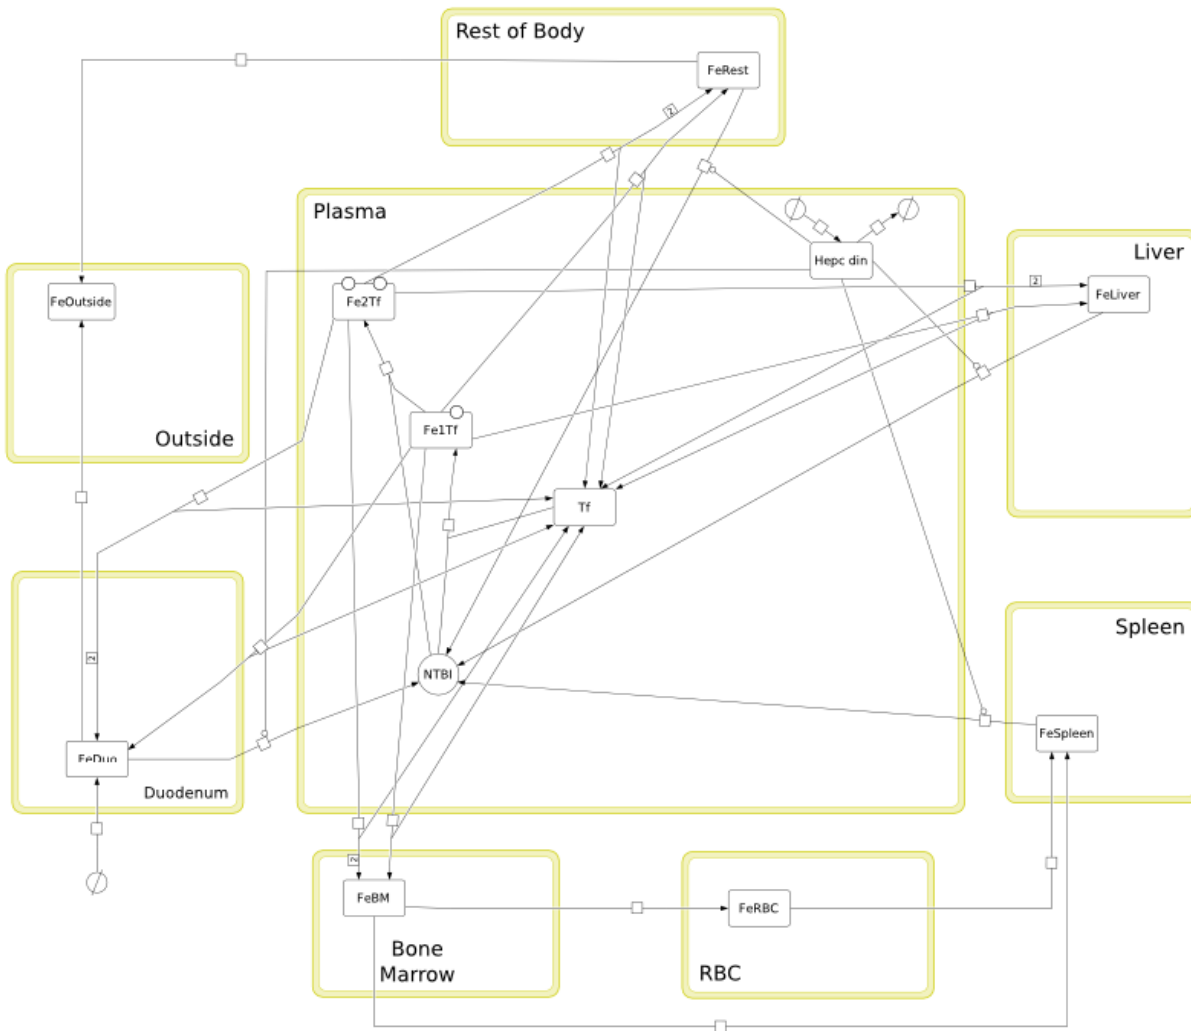 Rest of Body
FeRest
2
Plasma
Hepc din
Liver
2
FeLiver
FeOutside
Fe2Tf
Outside
Fe1Tf
Tf
Spleen
2
NTBI
FeSpleen
FeDuo
Duodenum
2
FeBM
FeRBC
Bone
Marrow
RBC